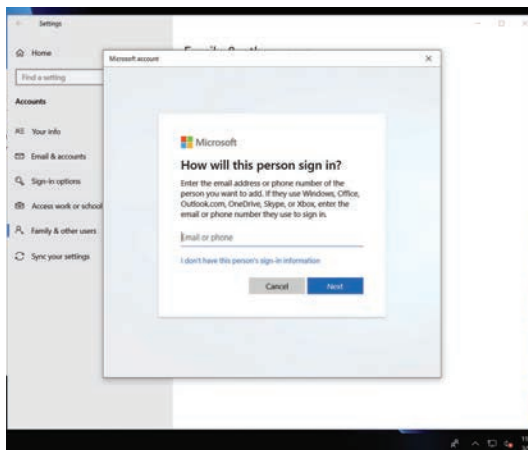 Settings
Home
Find a setting
Accounts
Your info
Email & accounts
Sign-in options
Access work or school
Family & other users
Sync your settings
Microsoft account
Microsoft
How will this person sign in?
Enter the email address or phone number of the
person you want to add. If they use Windows, Office,
Outlook.com, OneDrive, Skype, or Xbox, enter the
email or phone number they use to sign in.
Email or phone
I don't have this person's sign-in information
Cancel
Next